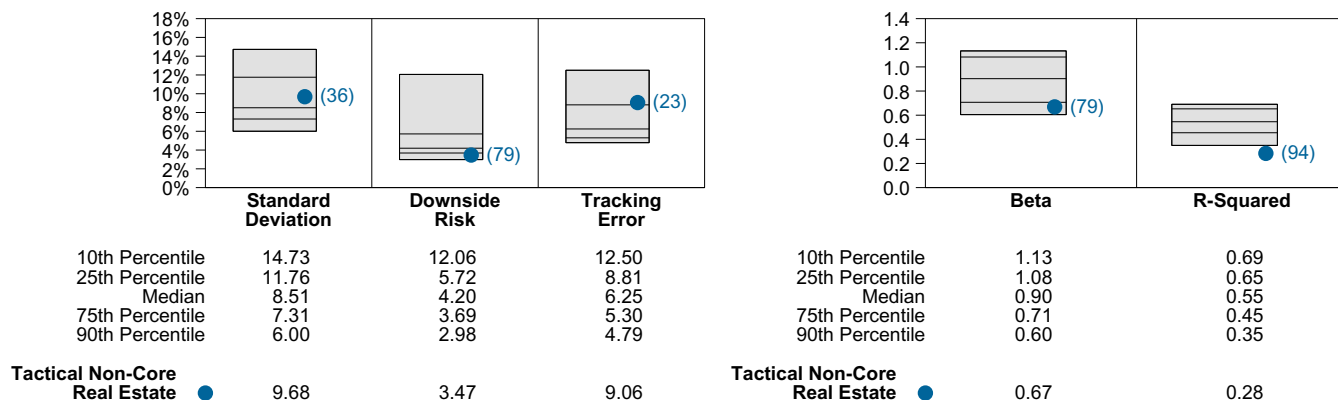 18%
16%
14%
12%
10%
8%
6%
4%
2%
0%
(36)
(79)
(23)
Standard
Deviation
Downside
Risk
Tracking
Error
10th Percentile 14.73 12.06 12.50
25th Percentile 11.76 5.72 8.81
Median 8.51 4.20 6.25
75th Percentile 7.31 3.69 5.30
90th Percentile 6.00 2.98 4.79
Tactical Non-Core
Real Estate 9.68 3.47 9.06
1.4
1.2
1.0
0.8
0.6
0.4
0.2
0.0
(79)
(94)
Beta R-Squared
10th Percentile 1.13 0.69
25th Percentile 1.08 0.65
Median 0.90 0.55
75th Percentile 0.71 0.45
90th Percentile 0.60 0.35
Tactical Non-Core
Real Estate 0.67 0.28